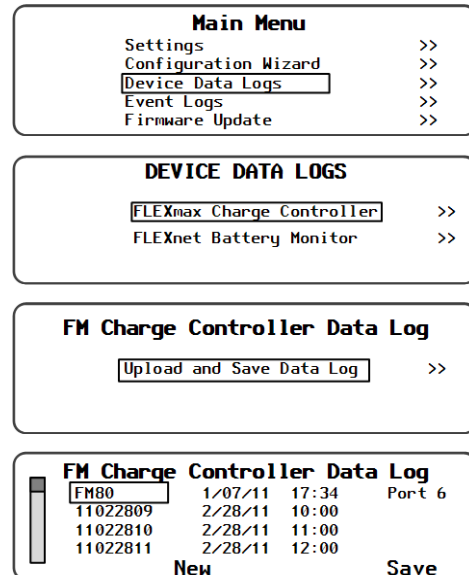 Main Menu
Settings >>
Configuration Wizard >>
Device Data Logs >>
Event Logs >>
Firmware Update >>
DEVICE DATA LOGS
FLEXmax Charge Controller >>
FLEXnet Battery Monitor >>
FM Charge Controller Data Log
Upload and Save Data Log >>
FM Charge Controller Data Log
FM80 1/07/11 17:34 Port 6
11022809 2/28/11 10:00
11022810 2/28/11 11:00
11022811 2/28/11 12:00
New Save